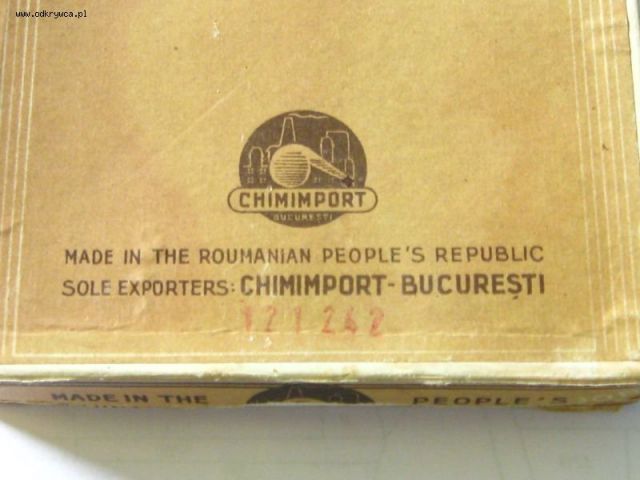 www.odkrywca.pl
CHIMIMPORT
BUCUREȘTI
MADE IN THE ROUMANIAN PEOPLE'S REPUBLIC
SOLE EXPORTERS: CHIMIMPORT-BUCUREȘTI
121242
MADE IN THE PEOPLE'S